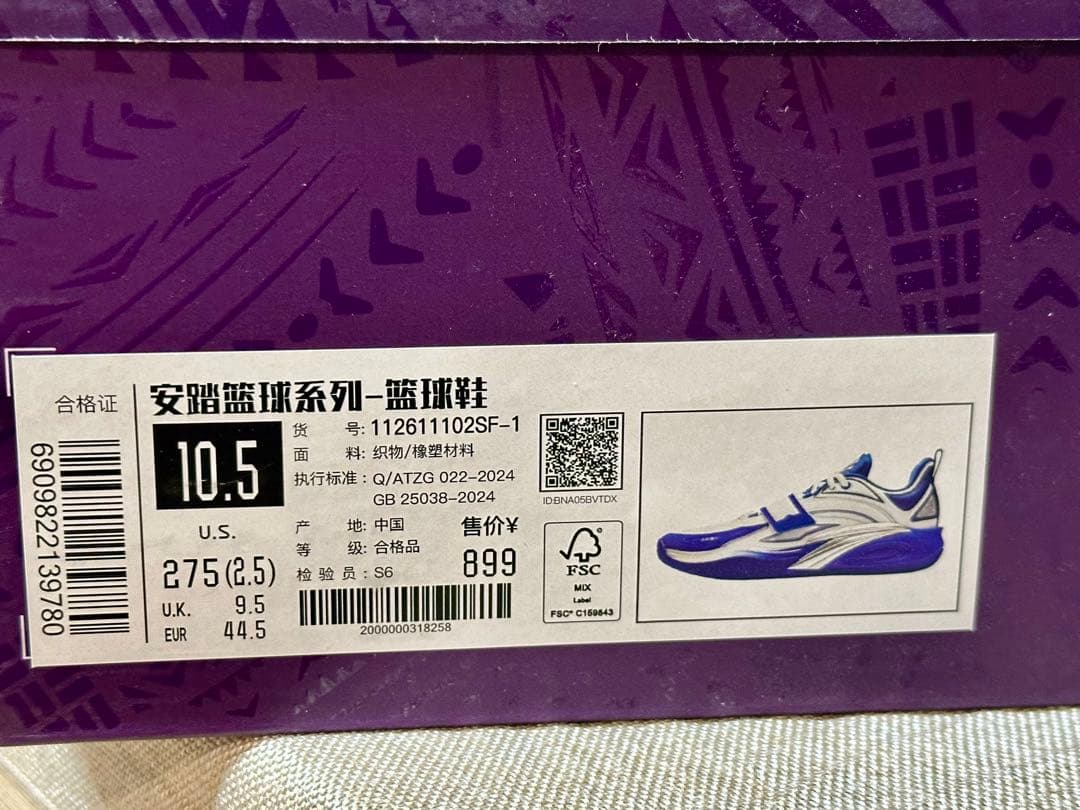 合格证
6909822139780
安踏篮球系列-篮球鞋
10.5
U.S.
275(2.5)
U.K. 9.5
EUR 44.5
货 号: 112611102SF-1
面 料: 织物/橡塑材料
执行标准: Q/ATZG 022-2024
GB 25038-2024
产 地: 中国
等 级: 合格品
检 验 员: S6
售价¥
899
2000000318258
ID:BNA05BVTDX
FSC
MIX
Label
FSC® C159843